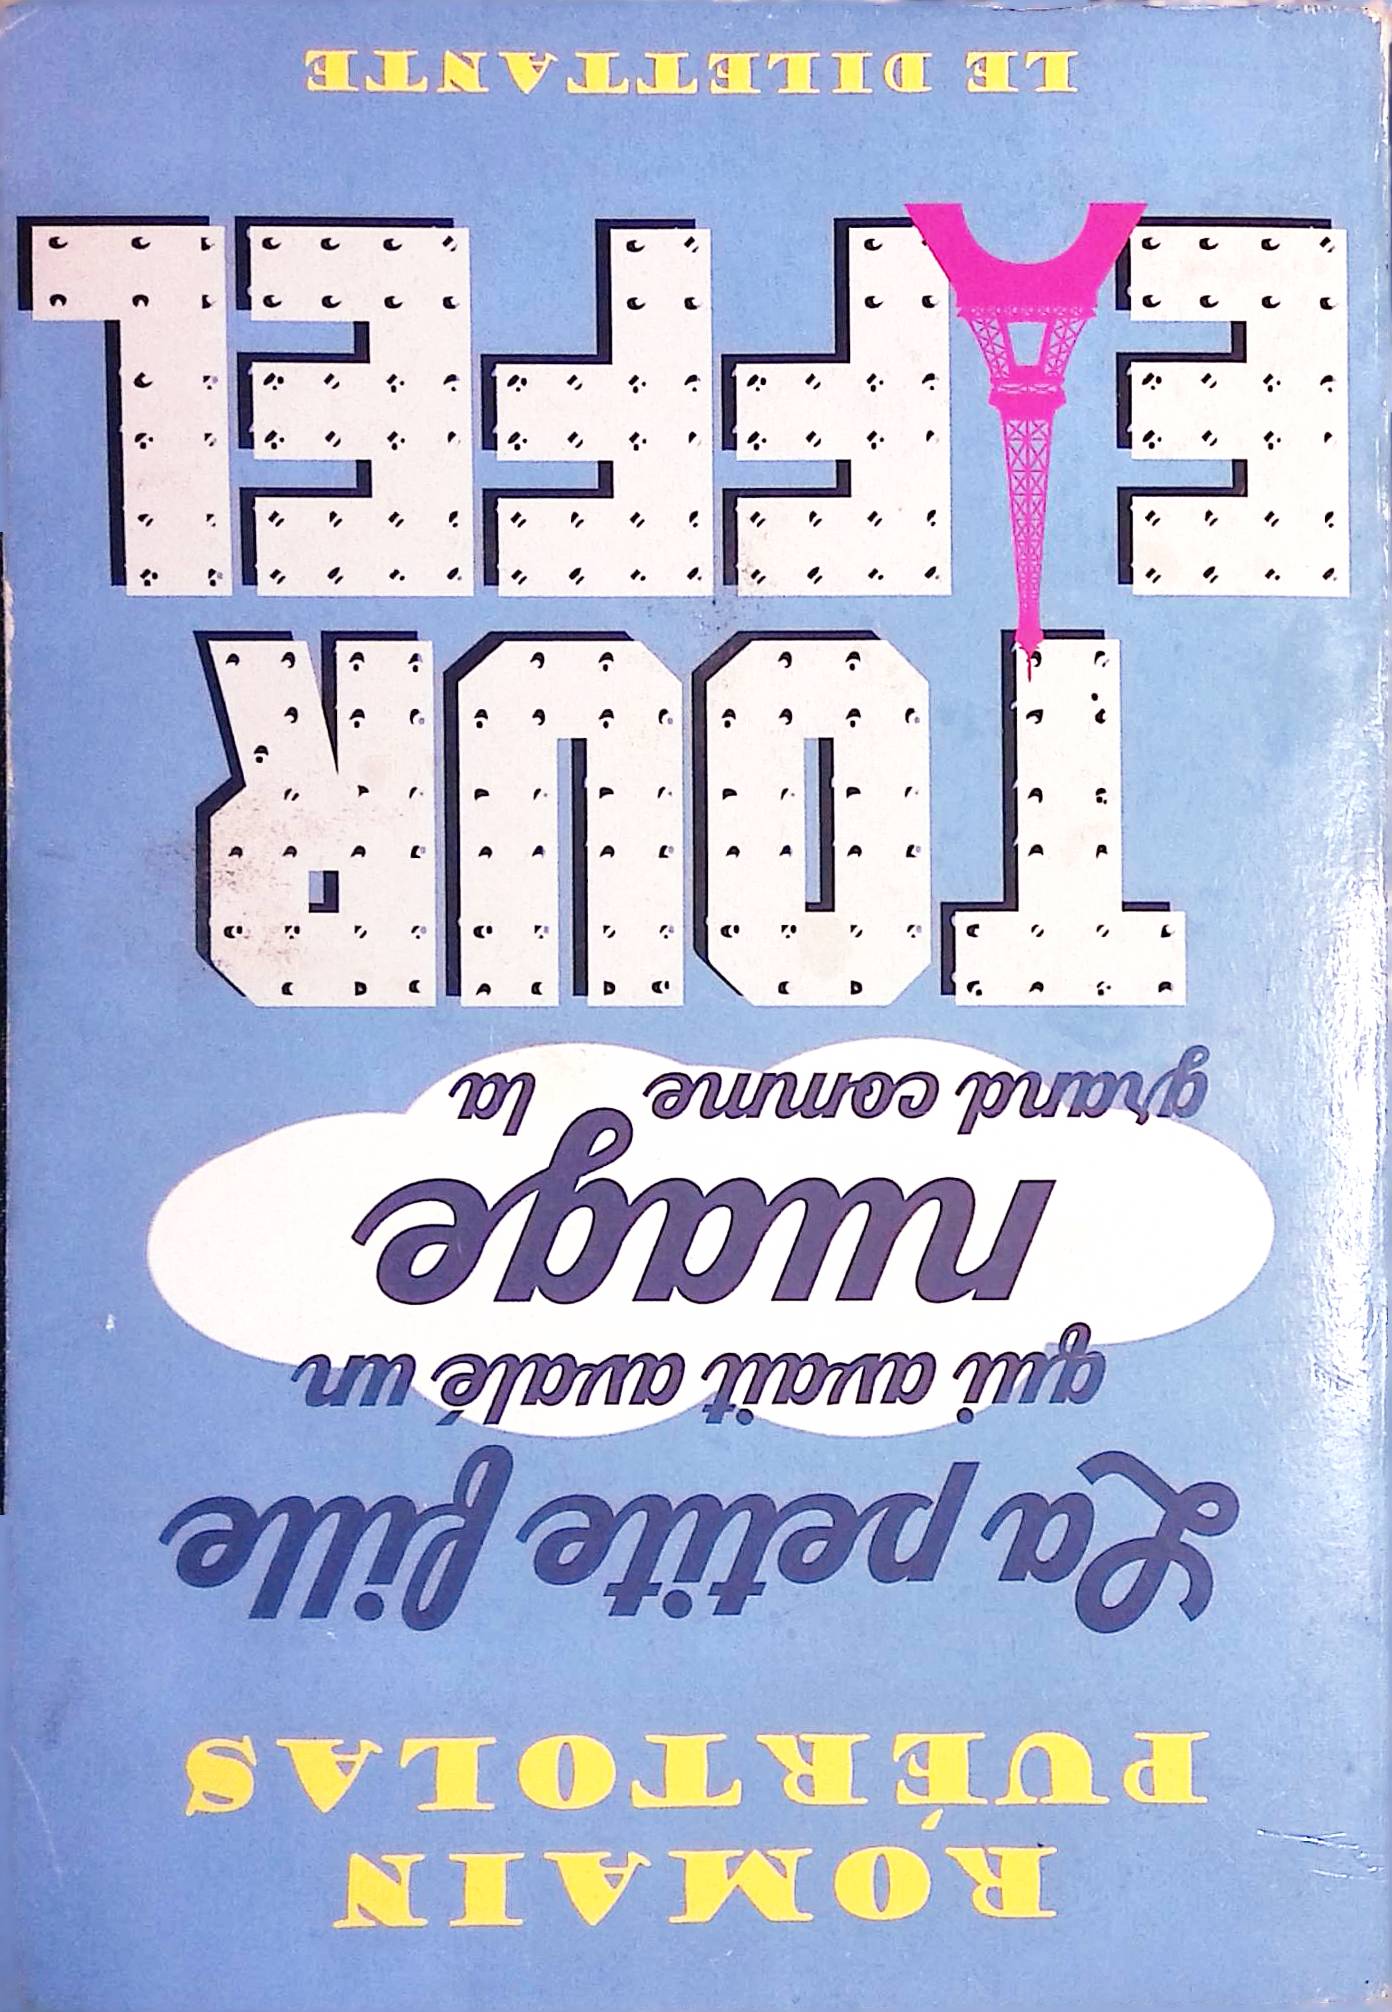 ROMAIN
PUÉRTOLAS
La petite fille
qui avait avalé un
nuage
grand comme la
TOUR
EIFFEL
LE DILETTANTE